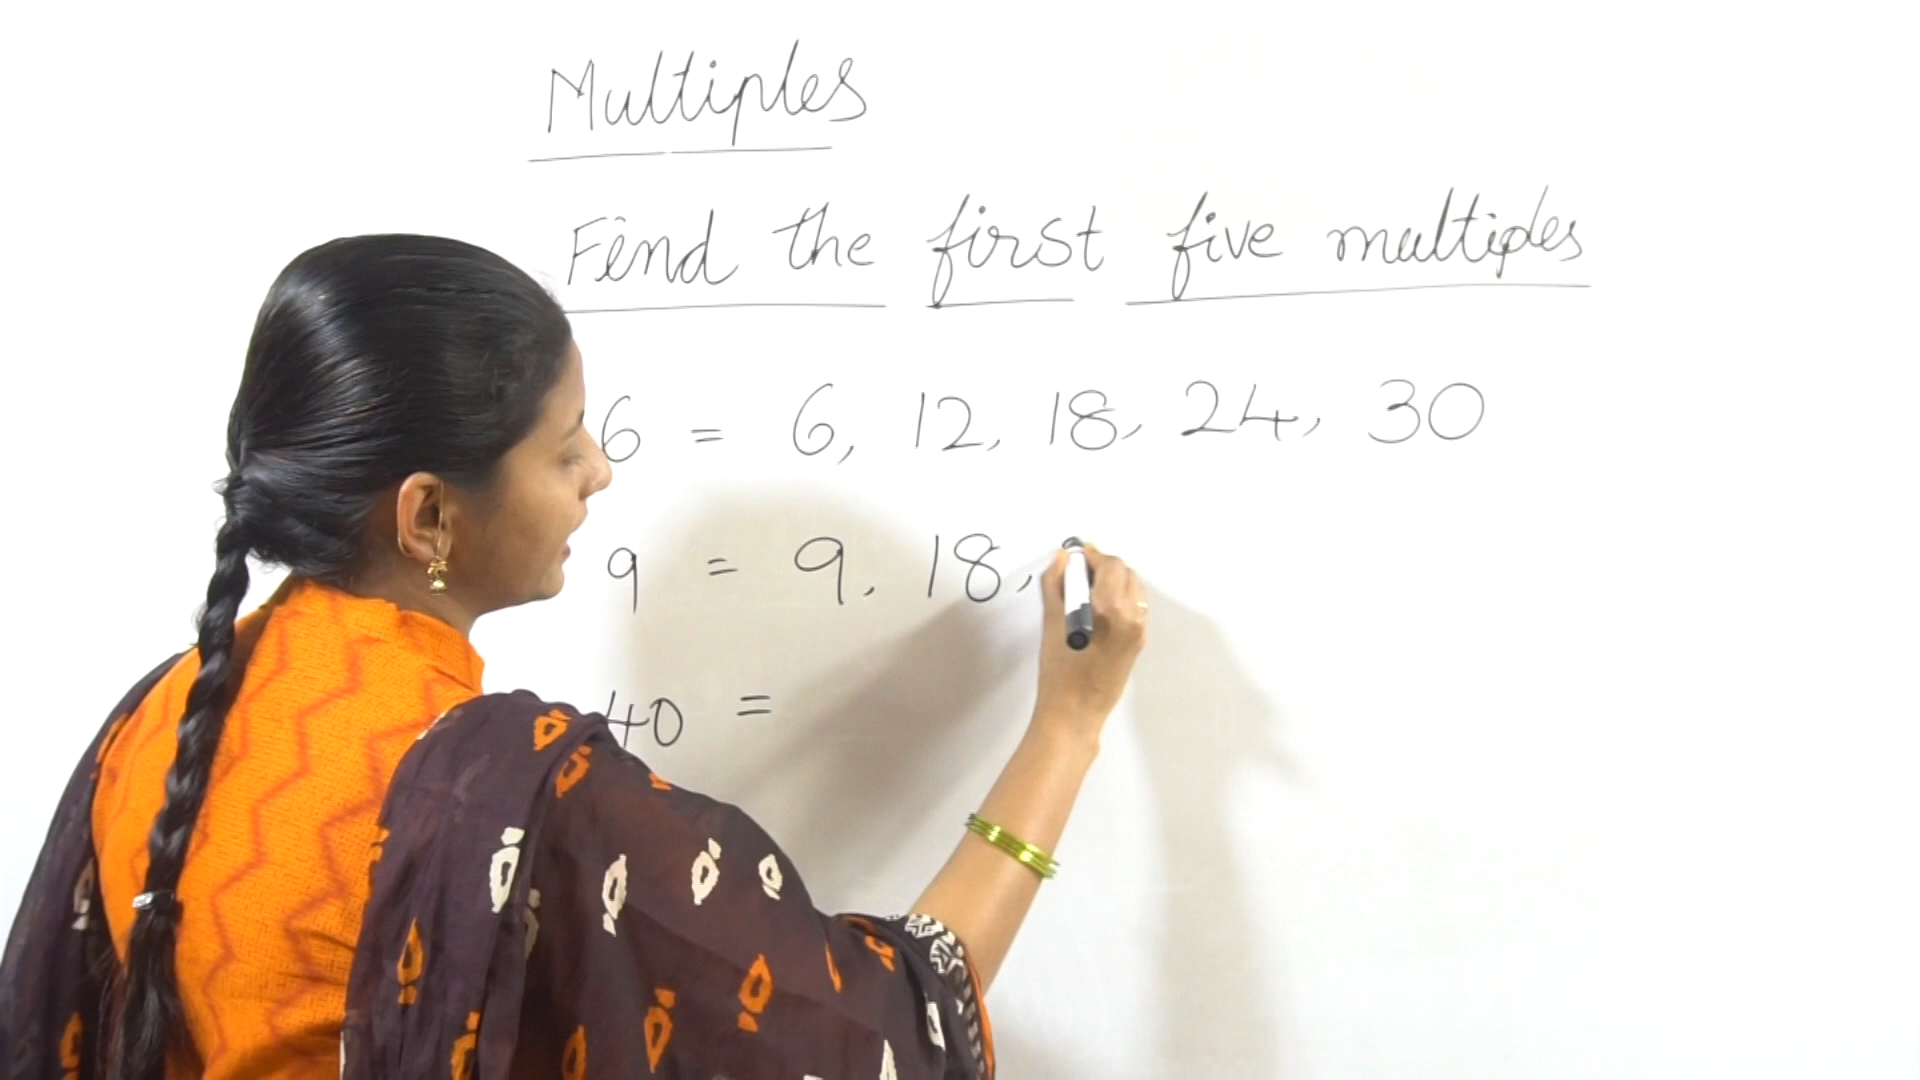 Multiples
Find the first five multiples
6 = 6, 12, 18, 24, 30
9 = 9, 18,
40 =